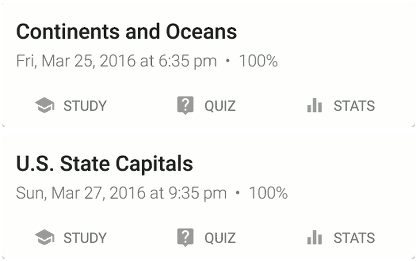 Continents and Oceans
Fri, Mar 25, 2016 at 6:35 pm • 100%
STUDY QUIZ STATS
U.S. State Capitals
Sun, Mar 27, 2016 at 9:35 pm • 100%
STUDY QUIZ STATS